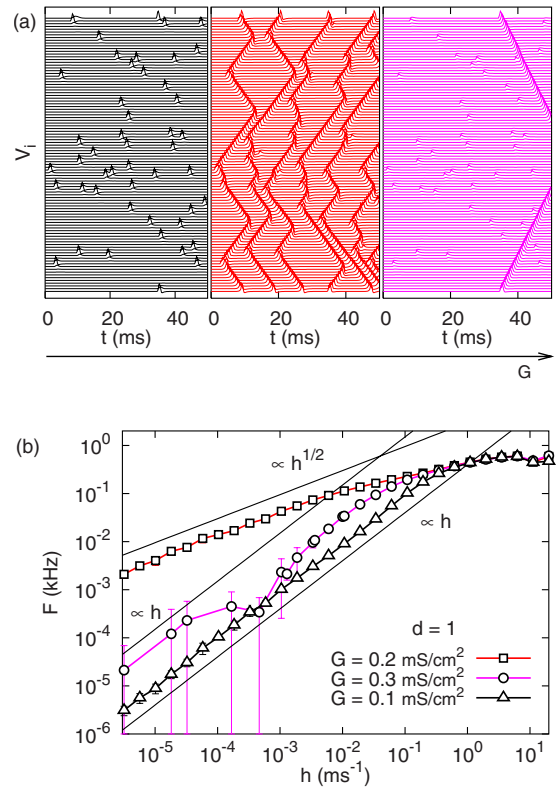 (a)
V_i
0 20 40
0 20 40
0 20 40
t (ms) t (ms) t (ms)
G
(b)
F (kHz)
10^0
10^-1
10^-2
10^-3
10^-4
10^-5
10^-6
∝ h^1/2
∝ h
∝ h
d = 1
G = 0.2 mS/cm^2
G = 0.3 mS/cm^2
G = 0.1 mS/cm^2
10^-5 10^-4 10^-3 10^-2 10^-1 10^0 10^1
h (ms^-1)